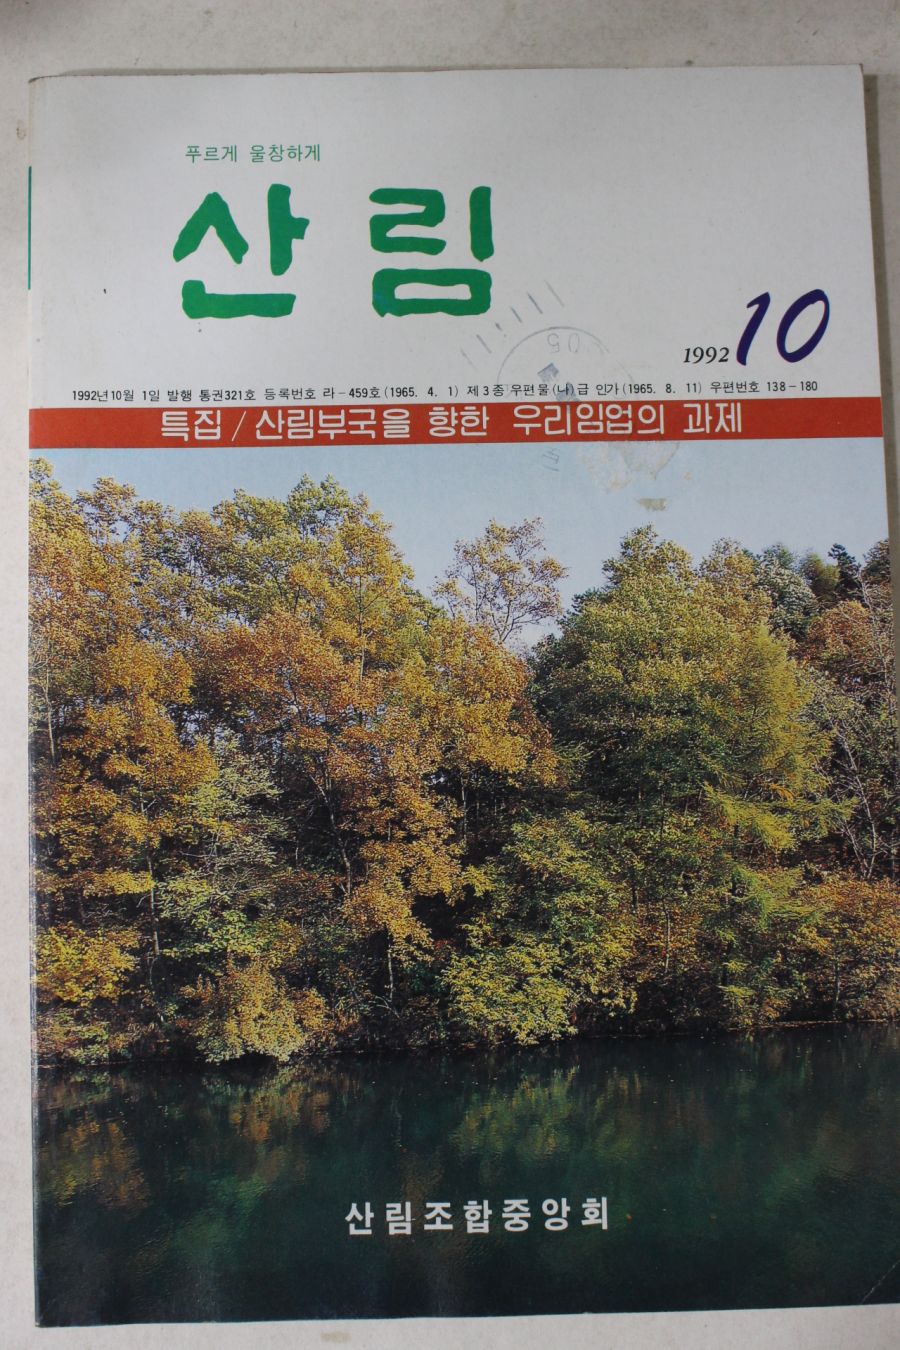 푸르게 울창하게
산림
1992 10
1992년10월 1일 발행 통권321호 등록번호 라-459호(1965. 4. 1) 제3종 우편물(나)급 인가(1965. 8. 11) 우편번호 138-180
특집 / 산림부국을 향한 우리임업의 과제
산림조합중앙회